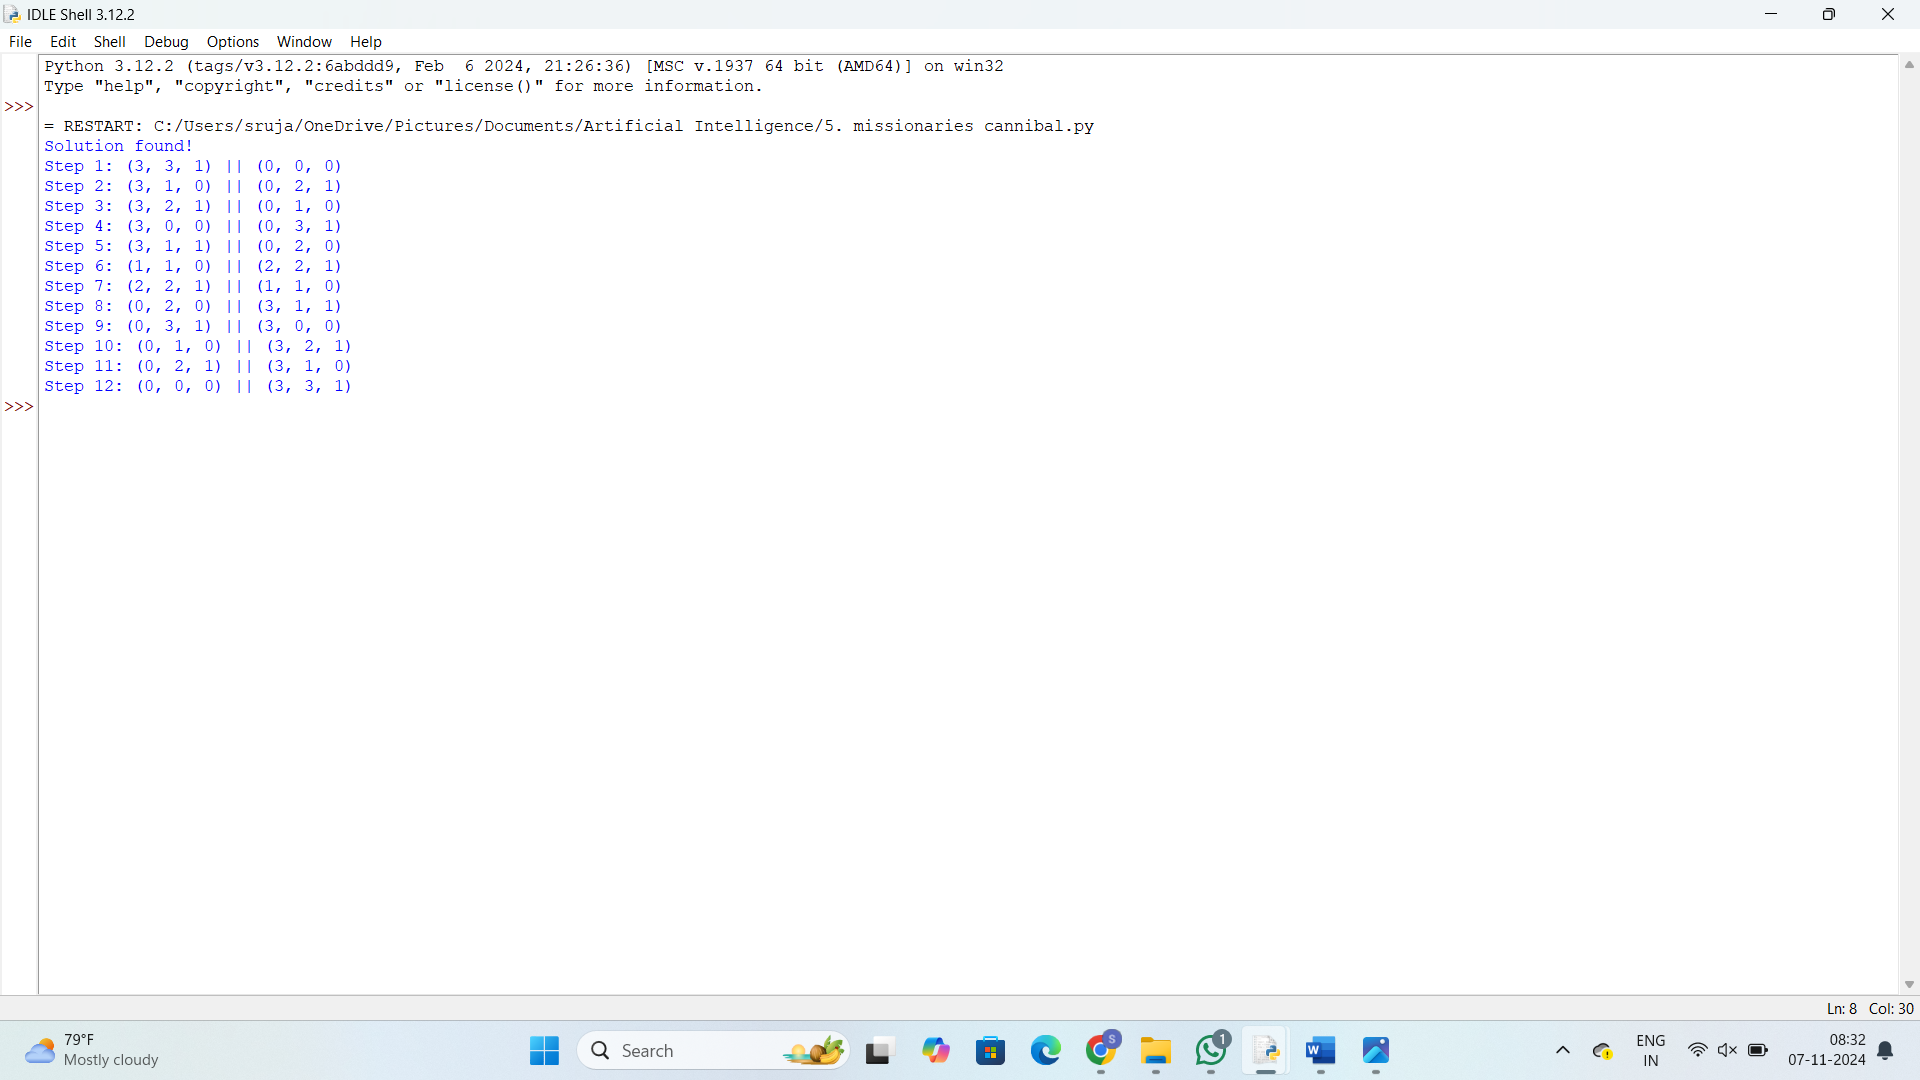 IDLE Shell 3.12.2
File Edit Shell Debug Options Window Help
Python 3.12.2 (tags/v3.12.2:6abddd9, Feb  6 2024, 21:26:36) [MSC v.1937 64 bit (AMD64)] on win32
Type "help", "copyright", "credits" or "license()" for more information.
>>>
= RESTART: C:/Users/sruja/OneDrive/Pictures/Documents/Artificial Intelligence/5. missionaries cannibal.py
Solution found!
Step 1: (3, 3, 1) || (0, 0, 0)
Step 2: (3, 1, 0) || (0, 2, 1)
Step 3: (3, 2, 1) || (0, 1, 0)
Step 4: (3, 0, 0) || (0, 3, 1)
Step 5: (3, 1, 1) || (0, 2, 0)
Step 6: (1, 1, 0) || (2, 2, 1)
Step 7: (2, 2, 1) || (1, 1, 0)
Step 8: (0, 2, 0) || (3, 1, 1)
Step 9: (0, 3, 1) || (3, 0, 0)
Step 10: (0, 1, 0) || (3, 2, 1)
Step 11: (0, 2, 1) || (3, 1, 0)
Step 12: (0, 0, 0) || (3, 3, 1)
>>>
Ln: 8 Col: 30
79°F
Mostly cloudy
Search
S
1
W
ENG
IN
08:32
07-11-2024